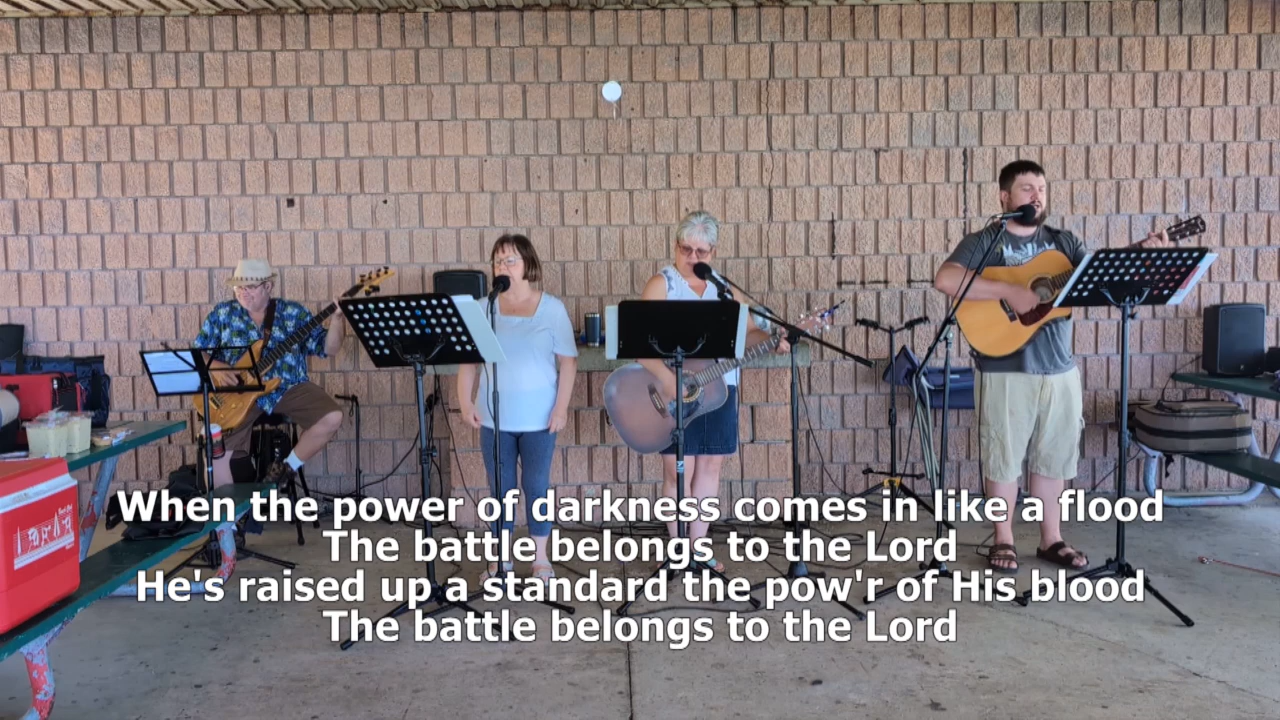 When the power of darkness comes in like a flood
The battle belongs to the Lord
He's raised up a standard the pow'r of His blood
The battle belongs to the Lord